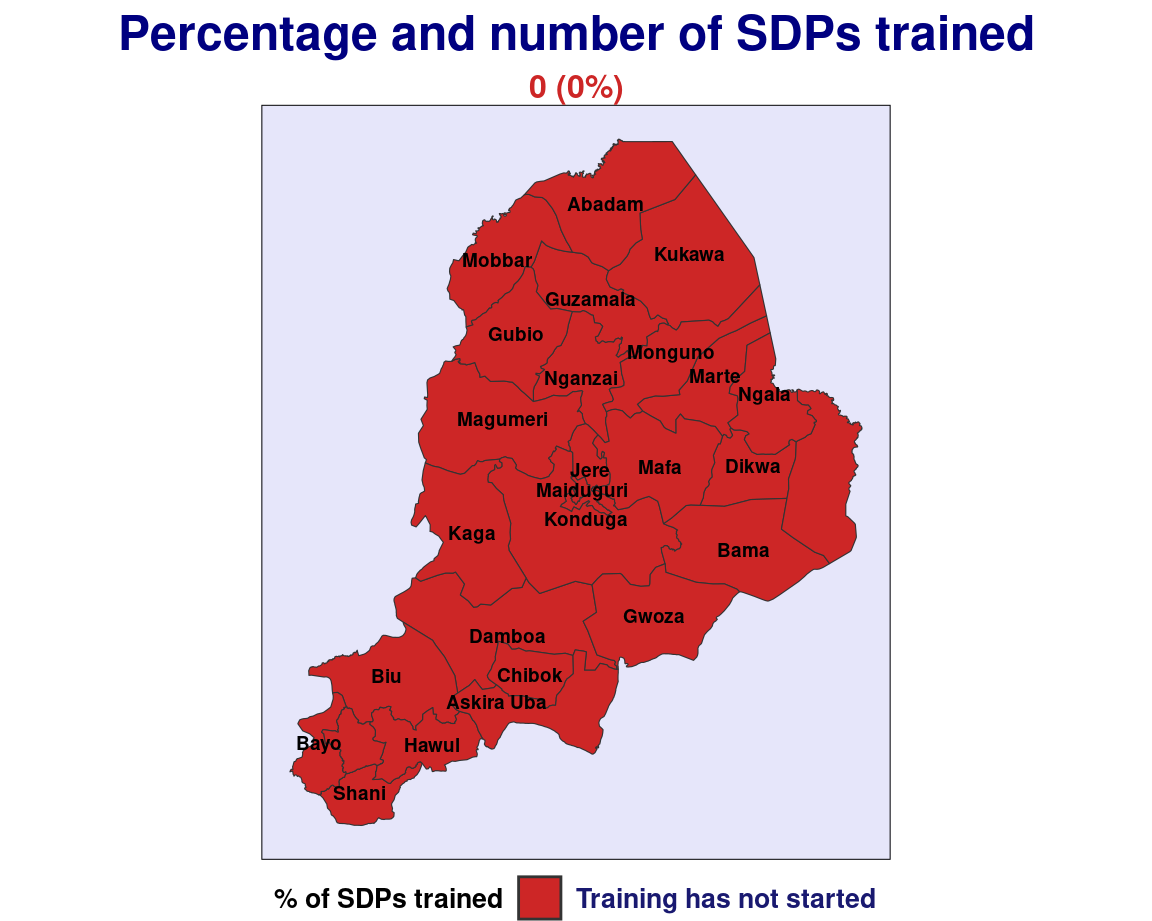 Percentage and number of SDPs trained
0 (0%)
Abadam
Kukawa
Mobbar
Guzamala
Gubio
Monguno
Nganzai
Marte
Ngala
Magumeri
Jere
Mafa
Dikwa
Maiduguri
Konduga
Kaga
Bama
Gwoza
Damboa
Biu
Chibok
Askira Uba
Bayo
Hawul
Shani
% of SDPs trained
Training has not started